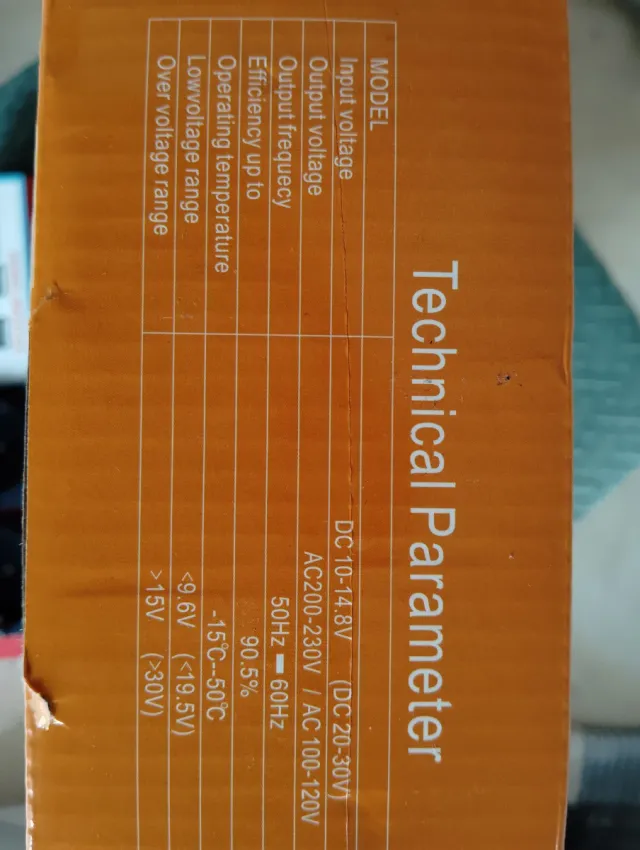 Technical Parameter
MODEL
Input voltage DC 10-14.8V (DC 20-30V)
Output voltage AC200-230V / AC 100-120V
Output frequecy 50Hz ━ 60Hz
Efficiency up to 90.5%
Operating temperature -15℃--50℃
Lowvoltage range <9.6V (<19.5V)
Over voltage range >15V (>30V)